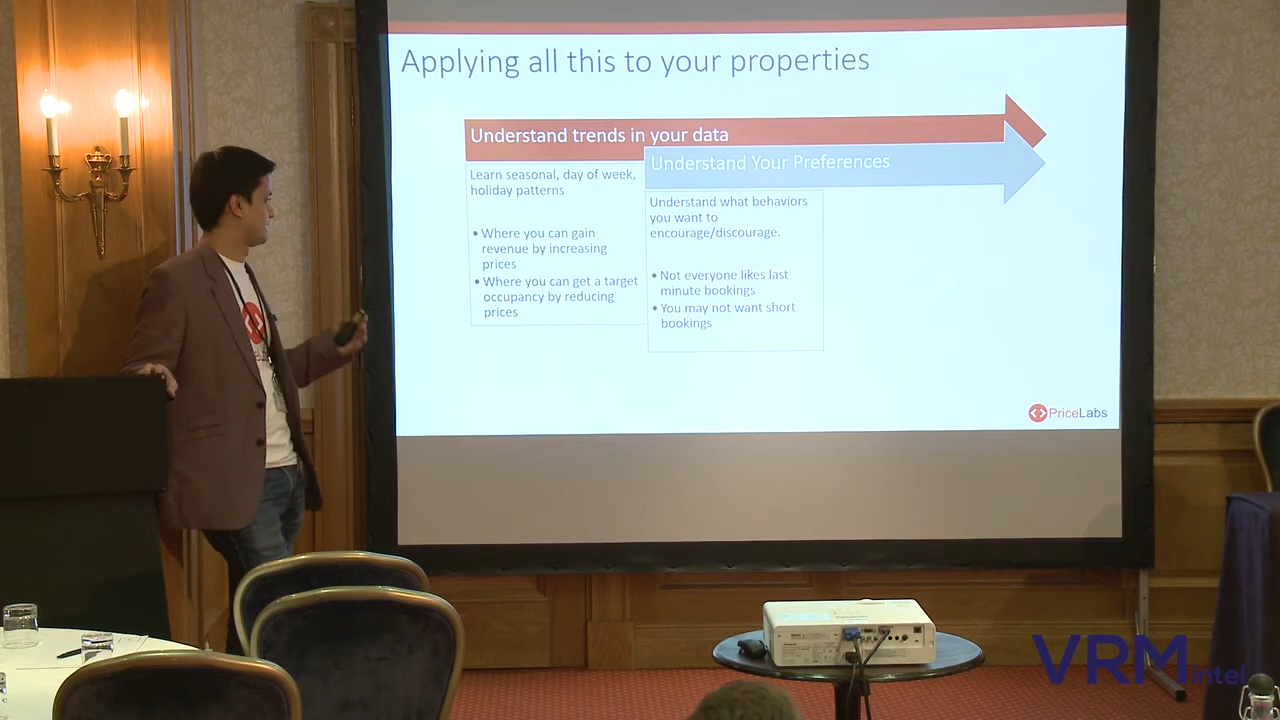 Applying all this to your properties
Understand trends in your data
Learn seasonal, day of week,
holiday patterns
• Where you can gain
revenue by increasing
prices
• Where you can get a target
occupancy by reducing
prices
Understand Your Preferences
Understand what behaviors
you want to
encourage/discourage.
• Not everyone likes last
minute bookings
• You may not want short
bookings
PriceLabs
VRMintel